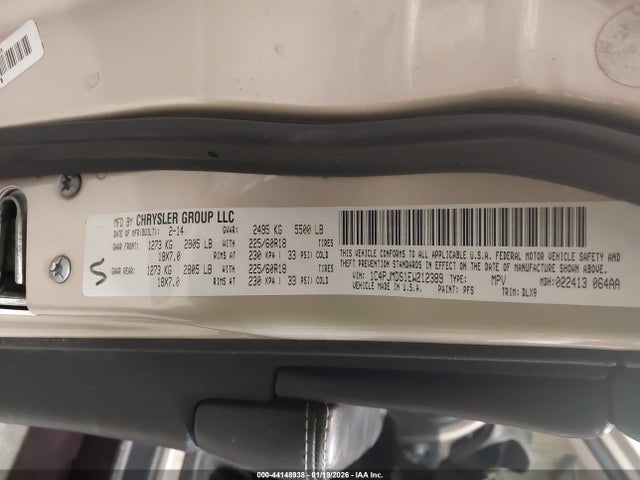 MFD BY CHRYSLER GROUP LLC
DATE OF MFR(BUILT): 2-14 GVWR: 2495 KG 5500 LB
GAWR FRONT: 1273 KG 2805 LB WITH 225/60R18 TIRES
18X7.0 RIMS AT 230 KPA ( 33 PSI) COLD
GAWR REAR: 1273 KG 2805 LB WITH 225/60R18 TIRES
18X7.0 RIMS AT 230 KPA ( 33 PSI) COLD
THIS VEHICLE CONFORMS TO ALL APPLICABLE U.S.A. FEDERAL MOTOR VEHICLE SAFETY AND
THEFT PREVENTION STANDARDS IN EFFECT ON THE DATE OF MANUFACTURE SHOWN ABOVE.
VIN: 1C4PJMDS1EW212389 TYPE: MPV MDH:022413 064AA
VEHICLE MADE IN U.S.A. PAINT: PFS TRIM: DLX9
S
000-44148938 - 01/19/2026 - IAA Inc.